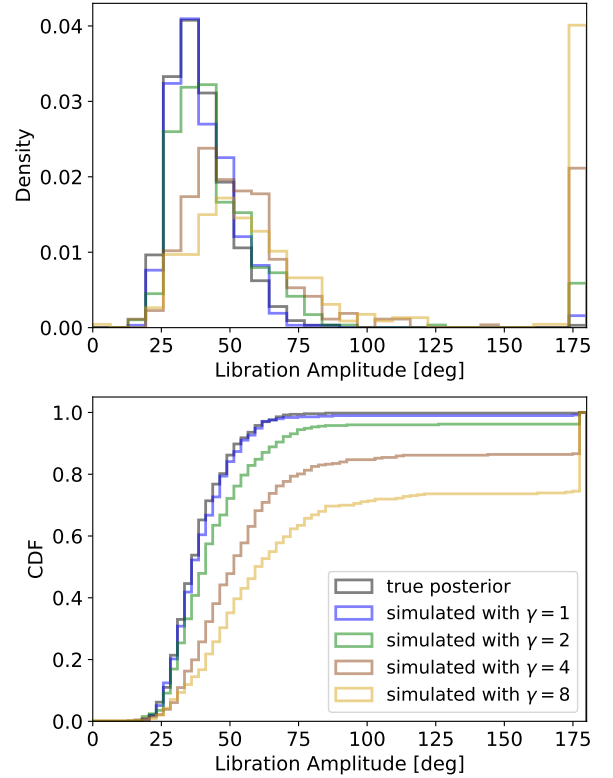 0.04
0.03
0.02
0.01
0.00
Density
0 25 50 75 100 125 150 175
Libration Amplitude [deg]
1.0
0.8
0.6
0.4
0.2
0.0
CDF
true posterior
simulated with γ = 1
simulated with γ = 2
simulated with γ = 4
simulated with γ = 8
0 25 50 75 100 125 150 175
Libration Amplitude [deg]